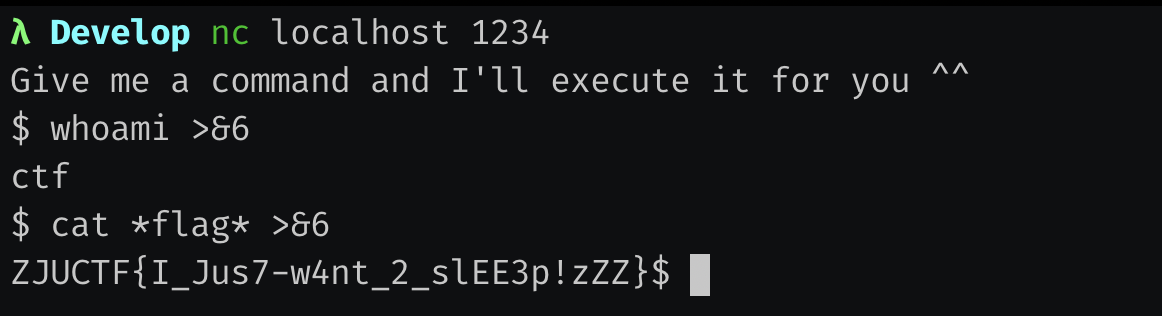 λ Develop nc localhost 1234
Give me a command and I'll execute it for you ^^
$ whoami >&6
ctf
$ cat *flag* >&6
ZJUCTF{I_Jus7-w4nt_2_slEE3p!zZZ}$